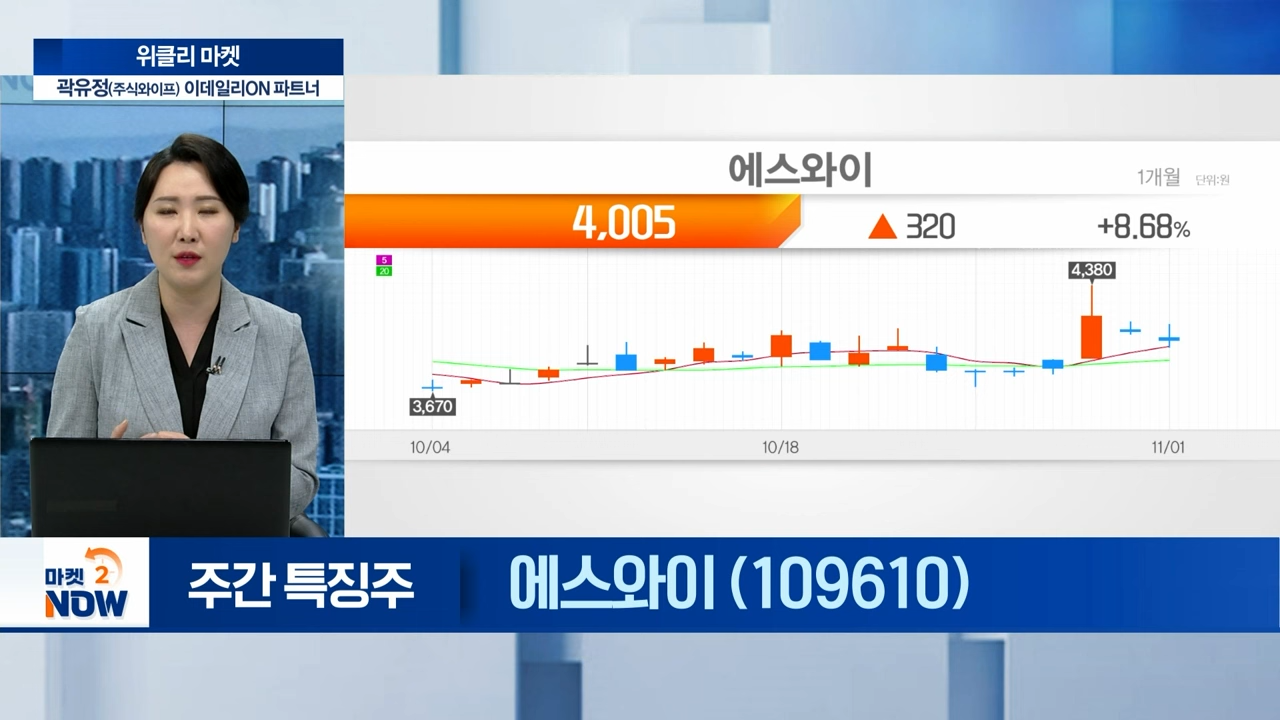 위클리 마켓
곽유정(주식와이프) 이데일리ON 파트너
에스와이
1개월 단위:원
4,005 ▲ 320 +8.68%
5
20
4,380
3,670
10/04 10/18 11/01
마켓 2
NOW
주간 특징주 에스와이 (109610)